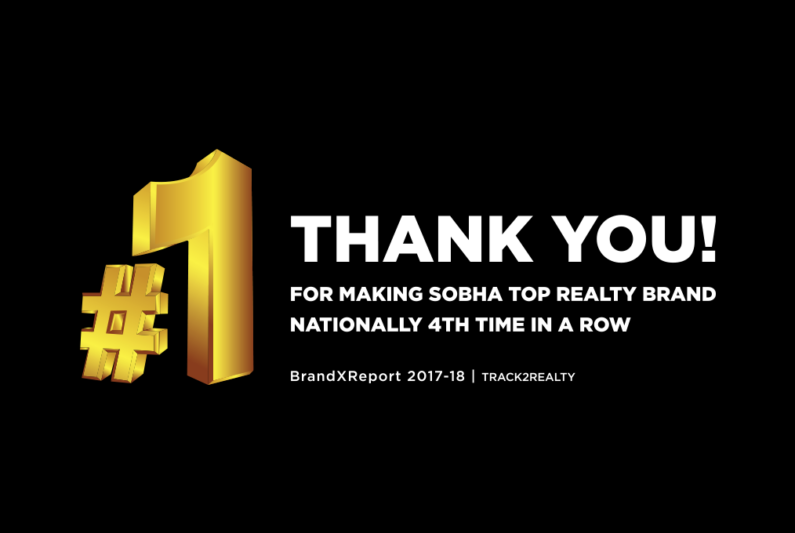 #1
THANK YOU!
FOR MAKING SOBHA TOP REALTY BRAND
NATIONALLY 4TH TIME IN A ROW
BrandXReport 2017-18 | TRACK2REALTY